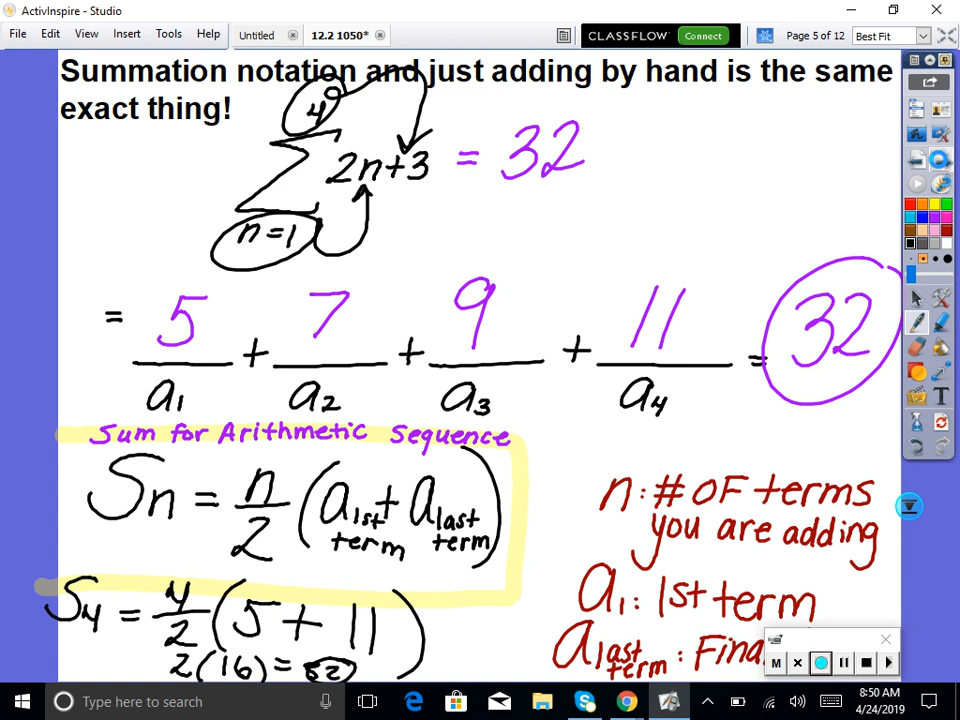 ActivInspire - Studio
File Edit View Insert Tools Help Untitled 12.2 1050* CLASSFLOW Connect Page 5 of 12 Best Fit
Summation notation and just adding by hand is the same
exact thing!
4
∑ 2n+3 = 32
n=1
= 5 + 7 + 9 + 11 = 32
a1 a2 a3 a4
Sum for Arithmetic Sequence
Sn = n/2 (a1st term + a last term)
n: # of terms
you are adding
S4 = 4/2 (5 + 11)
a1: 1st term
2(16) = 32
a last term : Fina
M
Type here to search
8:50 AM
4/24/2019